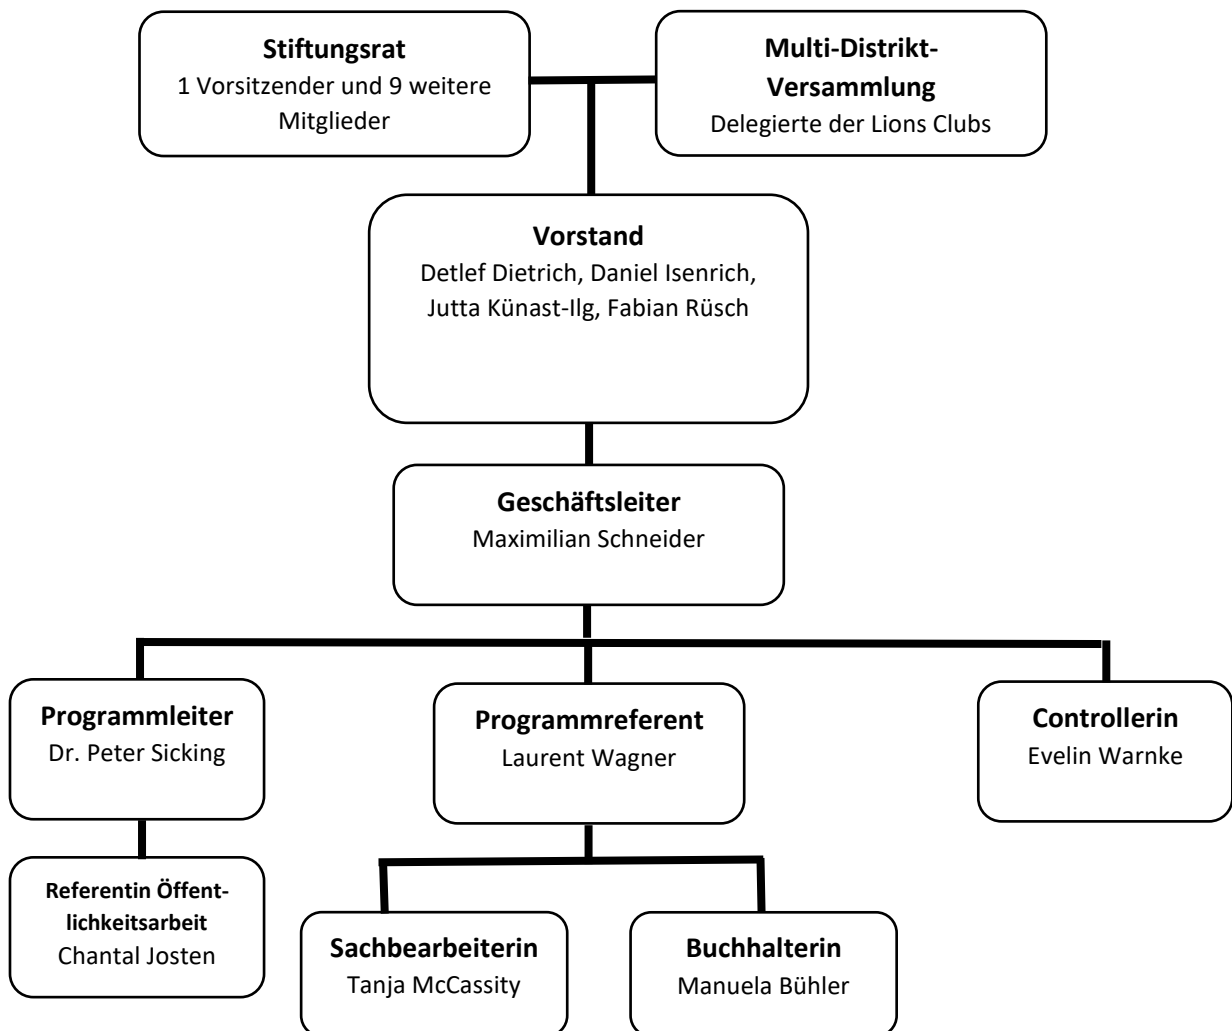 Stiftungsrat
1 Vorsitzender und 9 weitere
Mitglieder
Multi-Distrikt-
Versammlung
Delegierte der Lions Clubs
Vorstand
Detlef Dietrich, Daniel Isenrich,
Jutta Künast-Ilg, Fabian Rüsch
Geschäftsleiter
Maximilian Schneider
Programmleiter
Dr. Peter Sicking
Programmreferent
Laurent Wagner
Controllerin
Evelin Warnke
Referentin Öffent-
lichkeitsarbeit
Chantal Josten
Sachbearbeiterin
Tanja McCassity
Buchhalterin
Manuela Bühler